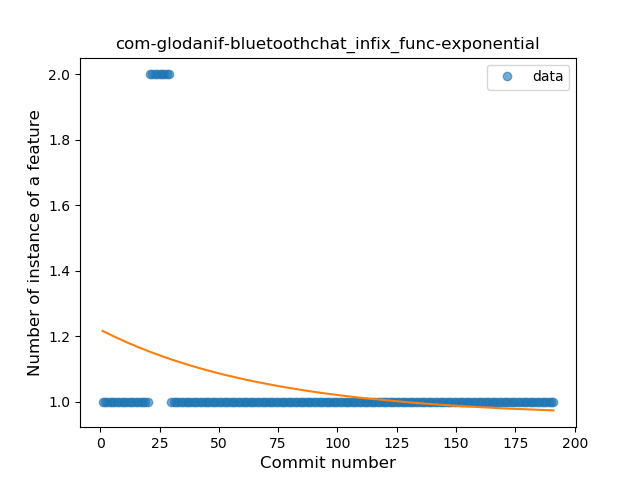 com-glodanif-bluetoothchat_infix_func-exponential
data
Number of instance of a feature
2.0
1.8
1.6
1.4
1.2
1.0
0 25 50 75 100 125 150 175 200
Commit number